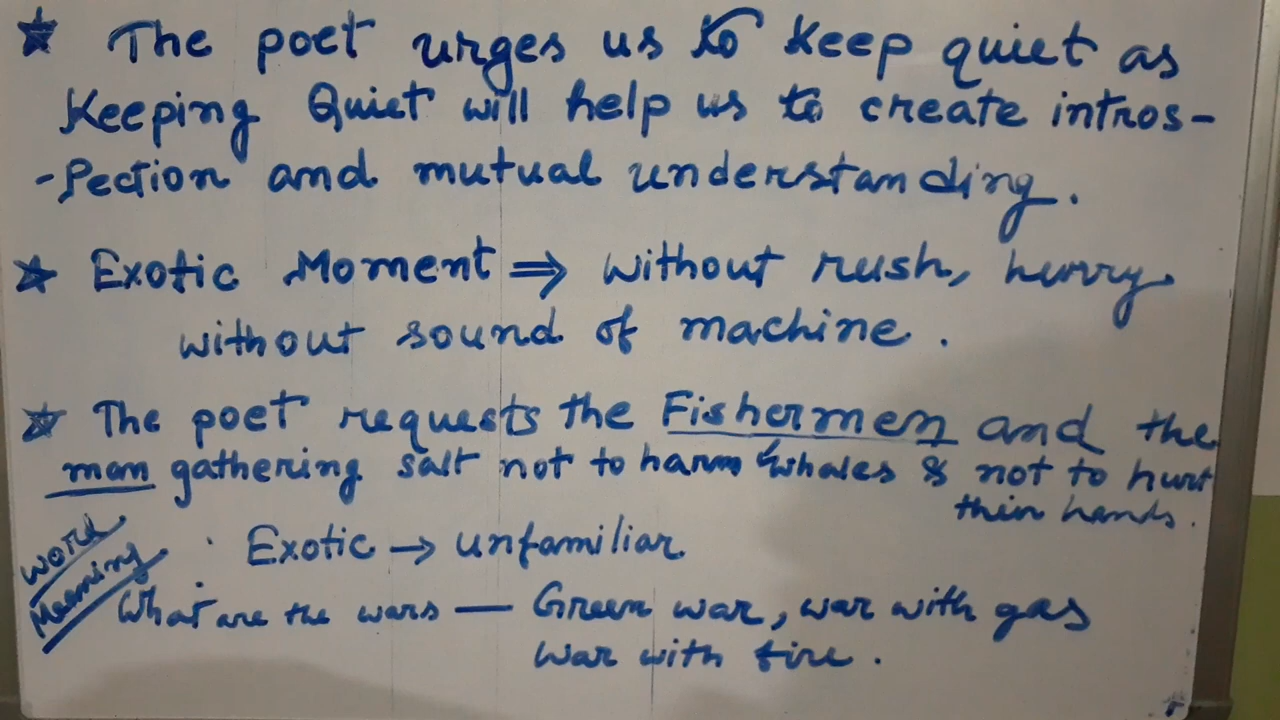 ☆ The poet urges us to keep quiet as
Keeping Quiet will help us to create intros-
-pection and mutual understanding.
☆ Exotic Moment ⇒ without rush, hurry
without sound of machine.
☆ The poet requests the Fishermen and the
man gathering salt not to harm whales & not to hurt
thin hands.
Word Meaning
Exotic → unfamiliar
What are the wars — Green war, war with gas
war with fire.